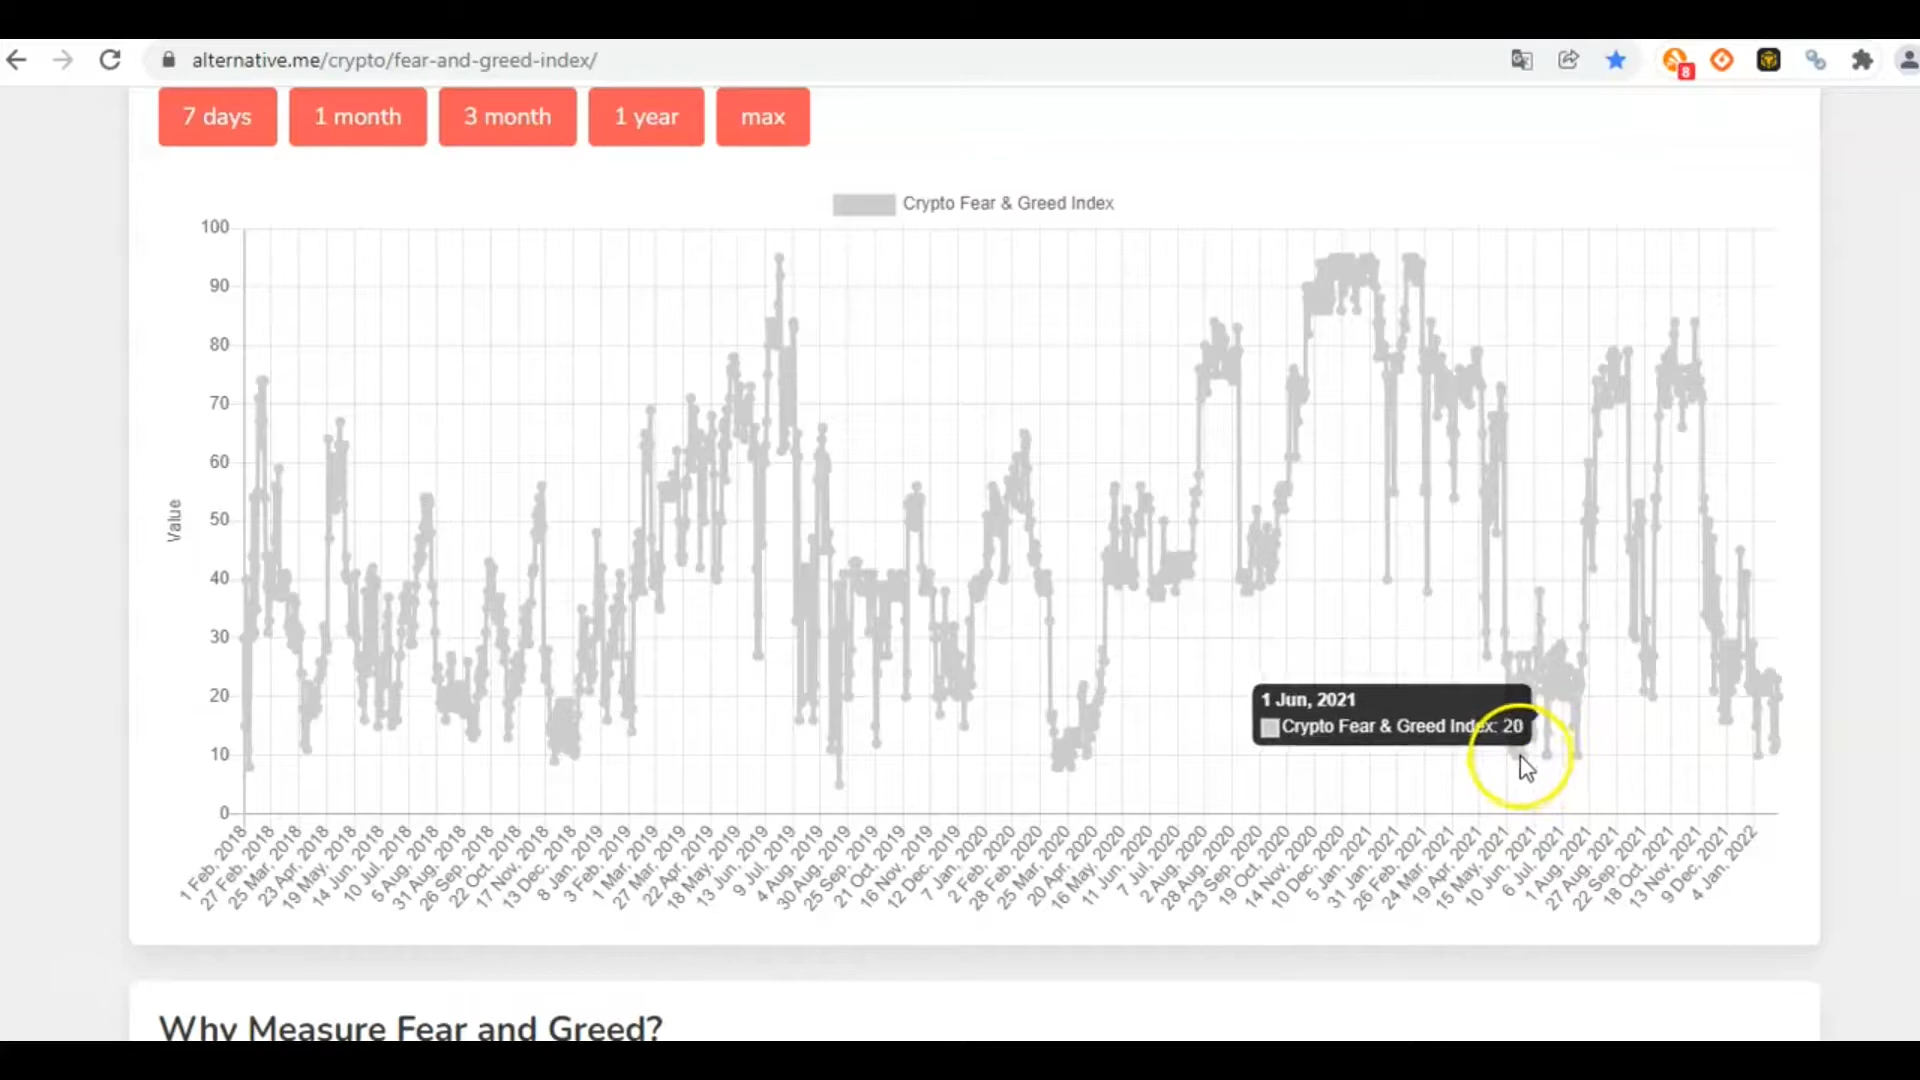 alternative.me/crypto/fear-and-greed-index/
8
7 days
1 month
3 month
1 year
max
Crypto Fear & Greed Index
100
90
80
70
60
50
40
30
20
10
0
Value
1 Jun, 2021
Crypto Fear & Greed Index: 20
1 Feb, 2018
27 Feb, 2018
25 Mar, 2018
23 Apr, 2018
19 May, 2018
14 Jun, 2018
10 Jul, 2018
5 Aug, 2018
31 Aug, 2018
26 Sep, 2018
22 Oct, 2018
17 Nov, 2018
13 Dec, 2018
8 Jan, 2019
3 Feb, 2019
1 Mar, 2019
27 Mar, 2019
22 Apr, 2019
18 May, 2019
13 Jun, 2019
9 Jul, 2019
4 Aug, 2019
30 Aug, 2019
25 Sep, 2019
21 Oct, 2019
16 Nov, 2019
12 Dec, 2019
7 Jan, 2020
2 Feb, 2020
28 Feb, 2020
25 Mar, 2020
20 Apr, 2020
16 May, 2020
11 Jun, 2020
7 Jul, 2020
2 Aug, 2020
28 Aug, 2020
23 Sep, 2020
19 Oct, 2020
14 Nov, 2020
10 Dec, 2020
5 Jan, 2021
31 Jan, 2021
26 Feb, 2021
24 Mar, 2021
19 Apr, 2021
15 May, 2021
10 Jun, 2021
6 Jul, 2021
1 Aug, 2021
27 Aug, 2021
22 Sep, 2021
18 Oct, 2021
13 Nov, 2021
9 Dec, 2021
4 Jan, 2022
Why Measure Fear and Greed?